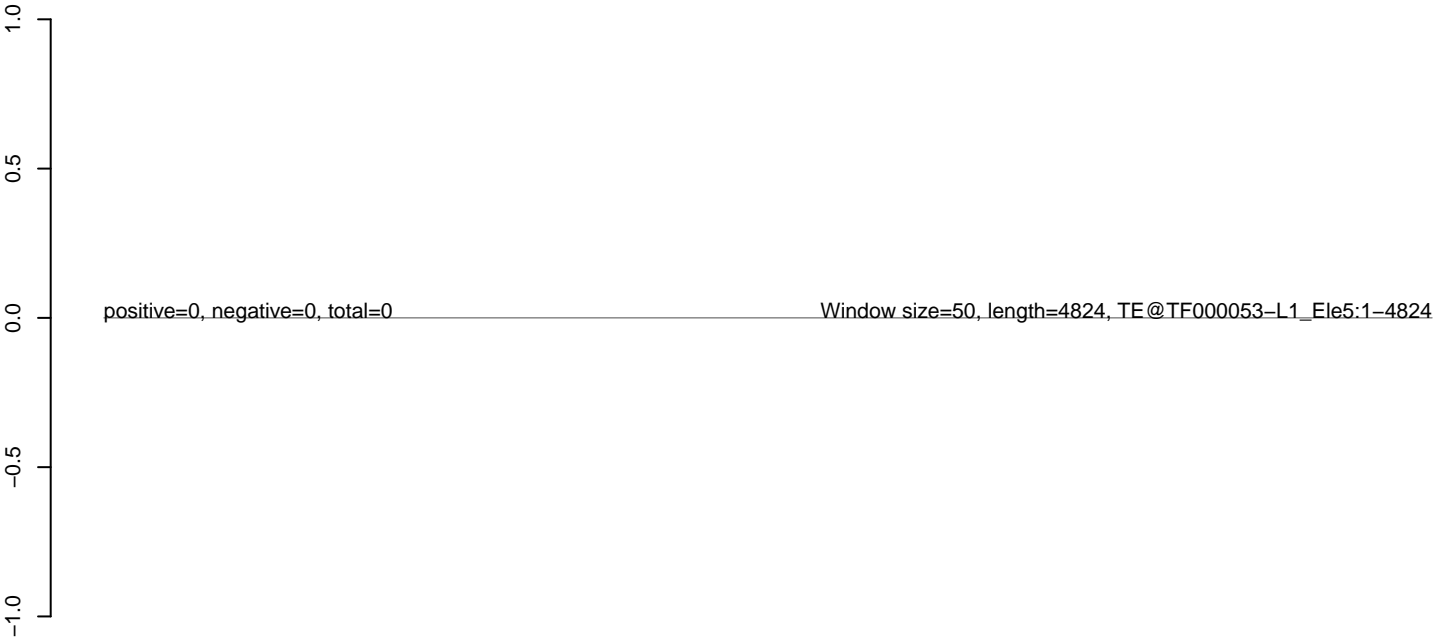 1.0
0.5
0.0
positive=0, negative=0, total=0
Window size=50, length=4824, TE@TF000053−L1_Ele5:1−4824
−0.5
−1.0